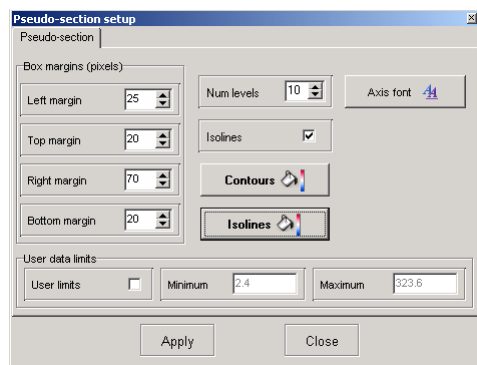 Pseudo-section setup
Pseudo-section
Box margins (pixels)
Left margin 25
Top margin 20
Right margin 70
Bottom margin 20
Num levels 10
Isolines
Contours
Isolines
Axis font
User data limits
User limits
Minimum 2.4
Maximum 323.6
Apply
Close